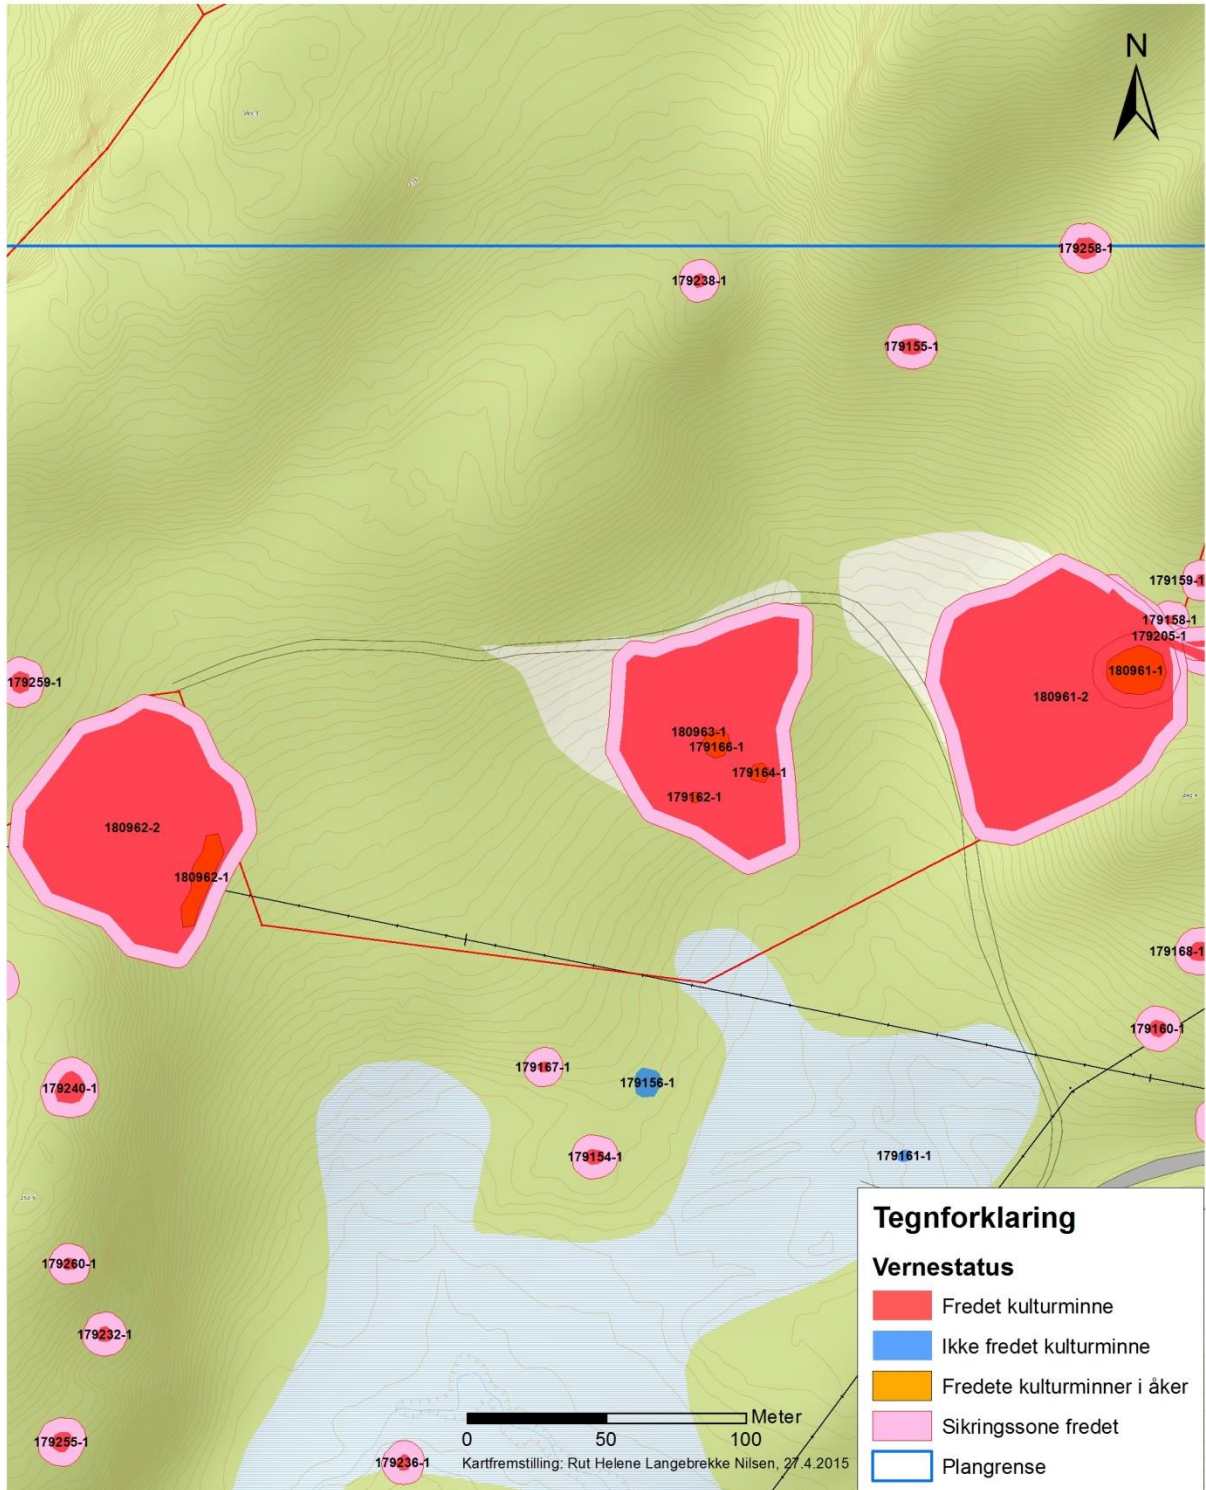 N
179258-1
179238-1
179155-1
179159-1
179158-1
179205-1
180961-1
179259-1
180961-2
180963-1
179166-1
179164-1
179162-1
180962-2
180962-1
179168-1
179160-1
179167-1
179156-1
179240-1
179154-1
179161-1
179260-1
179232-1
179255-1
179236-1
Meter
0 50 100
Kartfremstilling: Rut Helene Langebrekke Nilsen, 27.4.2015
Tegnforklaring
Vernestatus
Fredet kulturminne
Ikke fredet kulturminne
Fredete kulturminner i åker
Sikringssone fredet
Plangrense